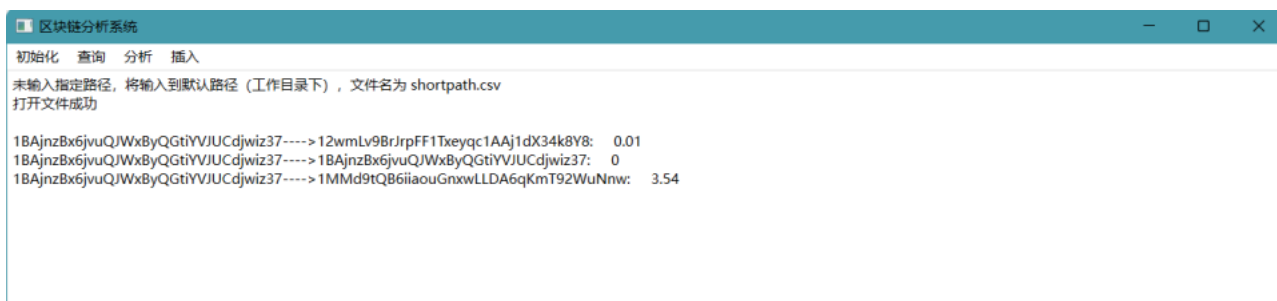 区块链分析系统
初始化 查询 分析 插入
未输入指定路径，将输入到默认路径（工作目录下），文件名为 shortpath.csv
打开文件成功
1BAjnzBx6jvuQJWxByQGtiYVJUCdjwiz37---->12wmLv9BrJrpFF1Txeyqc1AAj1dX34k8Y8: 0.01
1BAjnzBx6jvuQJWxByQGtiYVJUCdjwiz37---->1BAjnzBx6jvuQJWxByQGtiYVJUCdjwiz37: 0
1BAjnzBx6jvuQJWxByQGtiYVJUCdjwiz37---->1MMd9tQB6iiaouGnxwLLDA6qKmT92WuNnw: 3.54